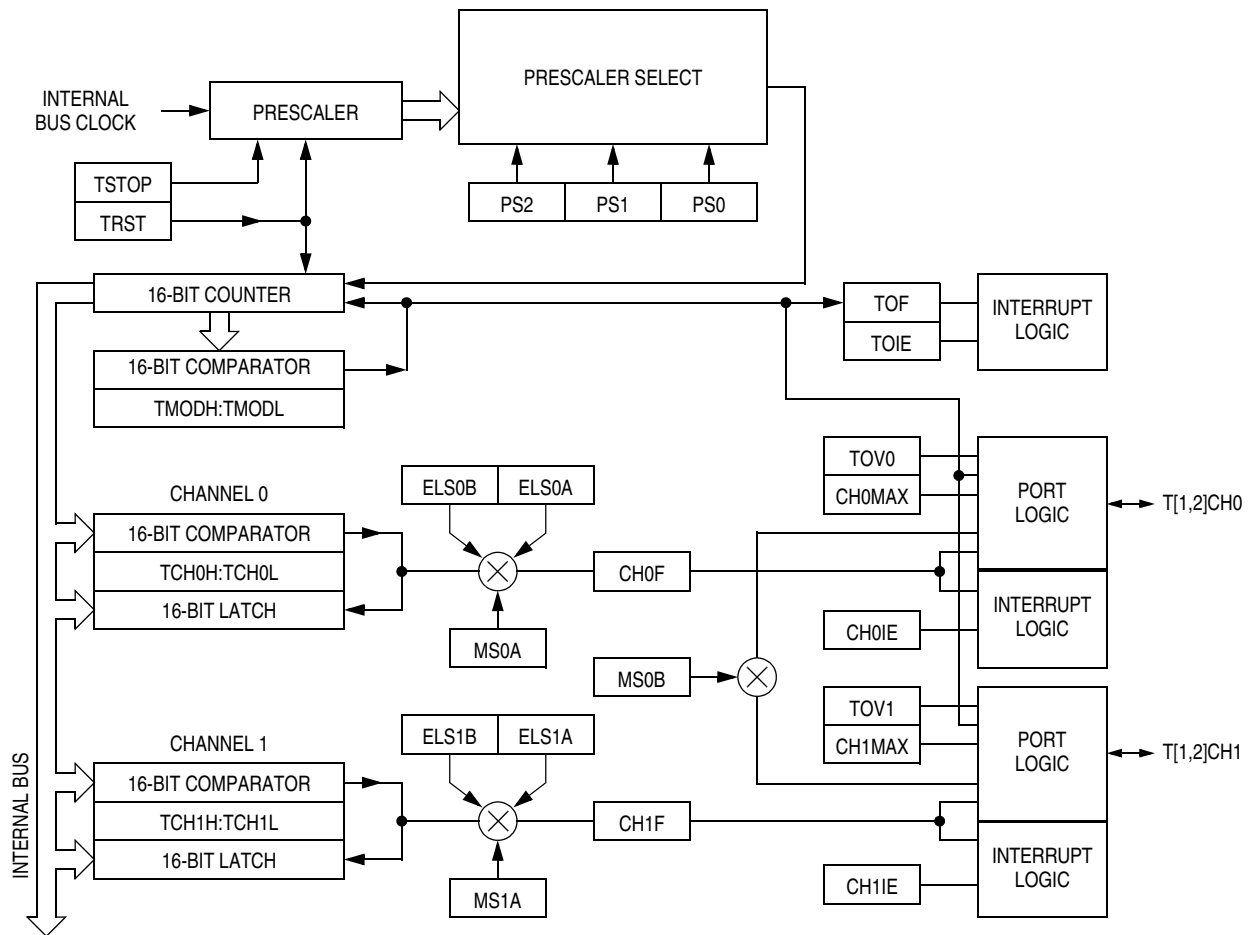 PRESCALER SELECT
INTERNAL
BUS CLOCK
PRESCALER
TSTOP
TRST
PS2
PS1
PS0
16-BIT COUNTER
TOF
TOIE
INTERRUPT
LOGIC
16-BIT COMPARATOR
TMODH:TMODL
CHANNEL 0
16-BIT COMPARATOR
TCH0H:TCH0L
16-BIT LATCH
ELS0B
ELS0A
MS0A
CH0F
TOV0
CH0MAX
PORT
LOGIC
T[1,2]CH0
CH0IE
INTERRUPT
LOGIC
MS0B
CHANNEL 1
16-BIT COMPARATOR
TCH1H:TCH1L
16-BIT LATCH
ELS1B
ELS1A
MS1A
CH1F
TOV1
CH1MAX
PORT
LOGIC
T[1,2]CH1
CH1IE
INTERRUPT
LOGIC
INTERNAL BUS